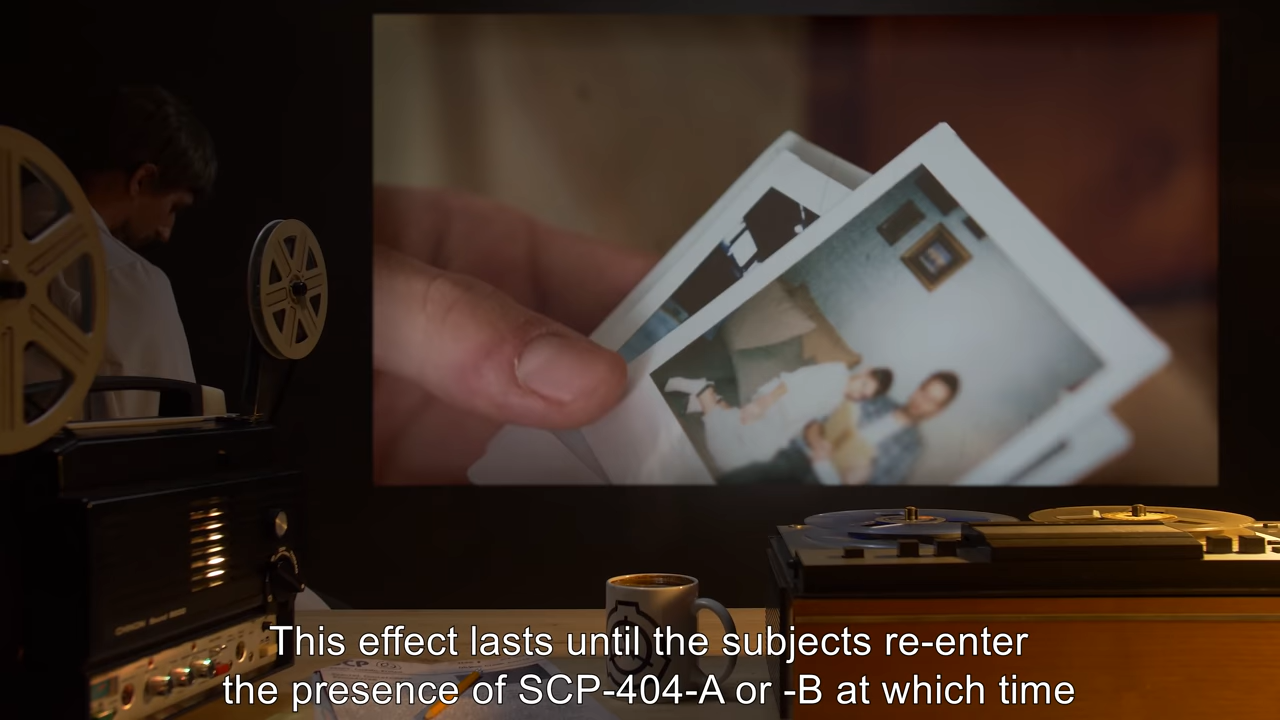 This effect lasts until the subjects re-enter
the presence of SCP-404-A or -B at which time